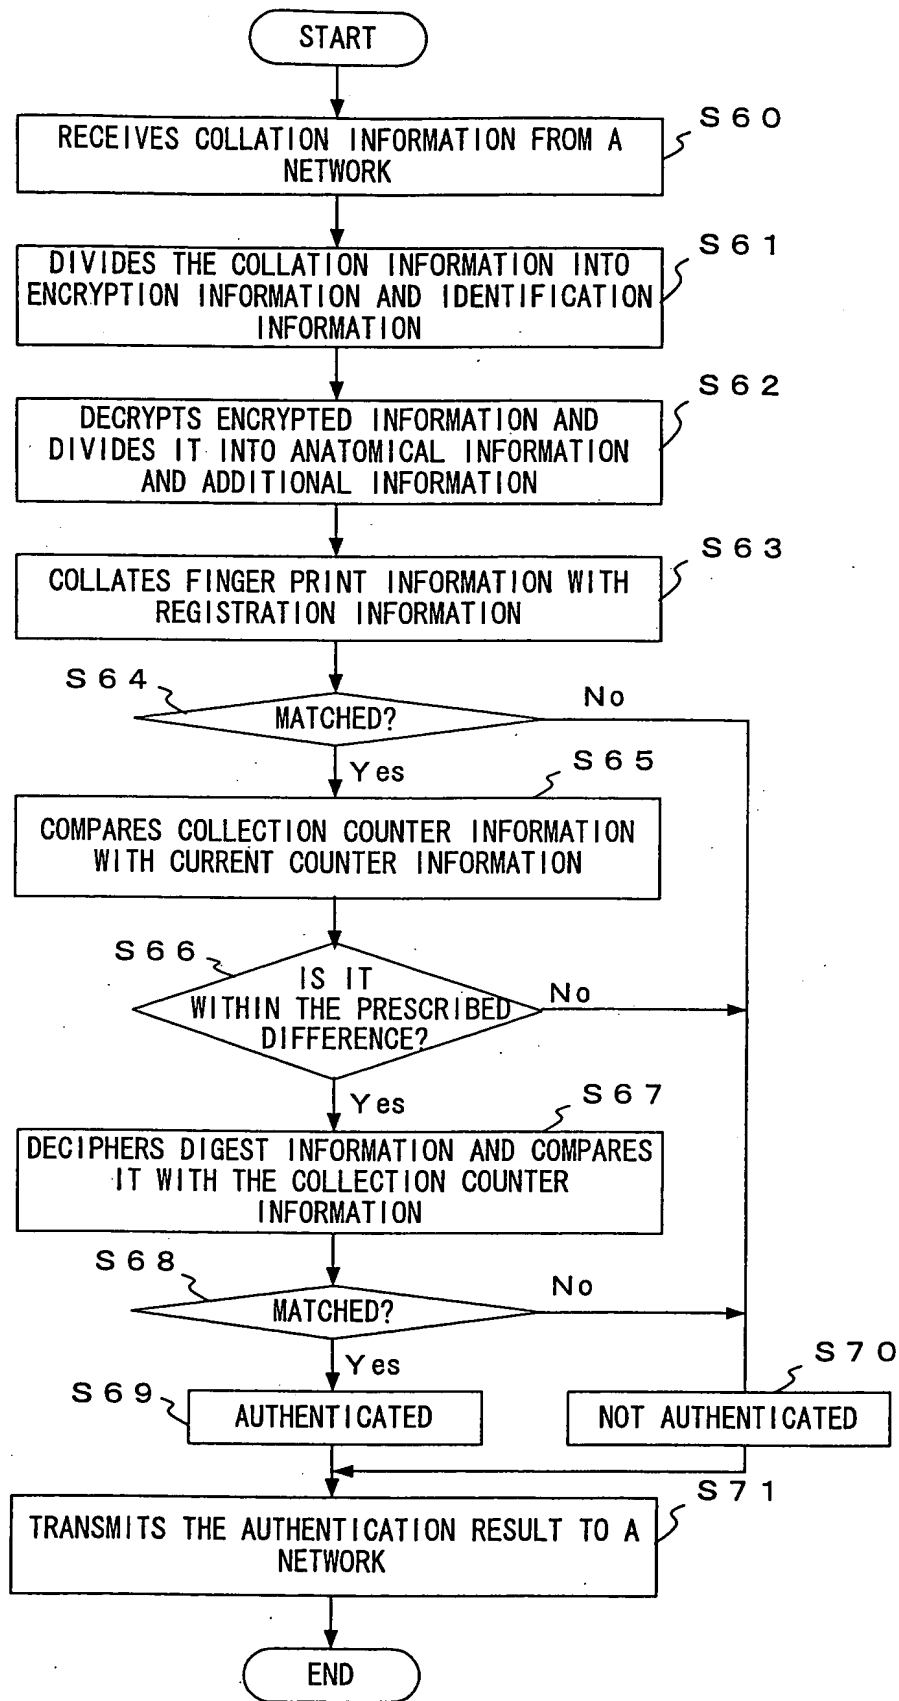 START
S60
RECEIVES COLLATION INFORMATION FROM A
NETWORK
S61
DIVIDES THE COLLATION INFORMATION INTO
ENCRYPTION INFORMATION AND IDENTIFICATION
INFORMATION
S62
DECRYPTS ENCRYPTED INFORMATION AND
DIVIDES IT INTO ANATOMICAL INFORMATION
AND ADDITIONAL INFORMATION
S63
COLLATES FINGER PRINT INFORMATION WITH
REGISTRATION INFORMATION
S64
MATCHED?
No
Yes
S65
COMPARES COLLECTION COUNTER INFORMATION
WITH CURRENT COUNTER INFORMATION
S66
IS IT
WITHIN THE PRESCRIBED
DIFFERENCE?
No
Yes
S67
DECIPHERS DIGEST INFORMATION AND COMPARES
IT WITH THE COLLECTION COUNTER
INFORMATION
S68
MATCHED?
No
Yes
S69
AUTHENTICATED
S70
NOT AUTHENTICATED
S71
TRANSMITS THE AUTHENTICATION RESULT TO A
NETWORK
END